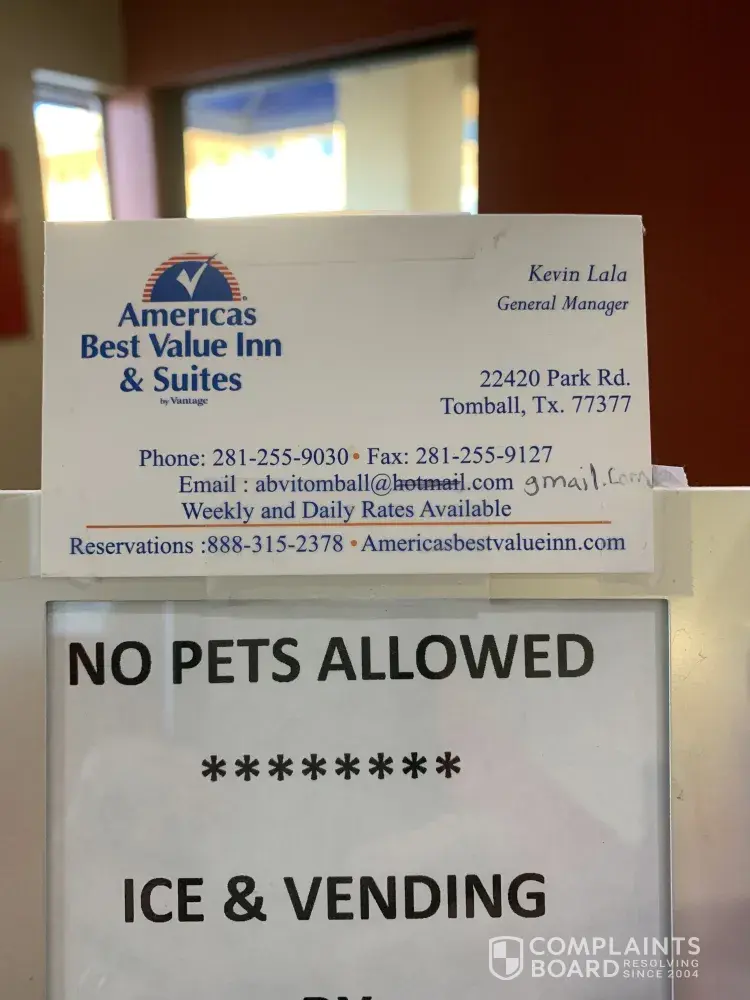 Americas
Best Value Inn
& Suites
by Vantage
Kevin Lala
General Manager
22420 Park Rd.
Tomball, Tx. 77377
Phone: 281-255-9030 • Fax: 281-255-9127
Email : abvitomball@hotmail.com gmail.com
Weekly and Daily Rates Available
Reservations :888-315-2378 • Americasbestvalueinn.com
NO PETS ALLOWED
********
ICE & VENDING
COMPLAINTS
BOARD RESOLVING
SINCE 2004